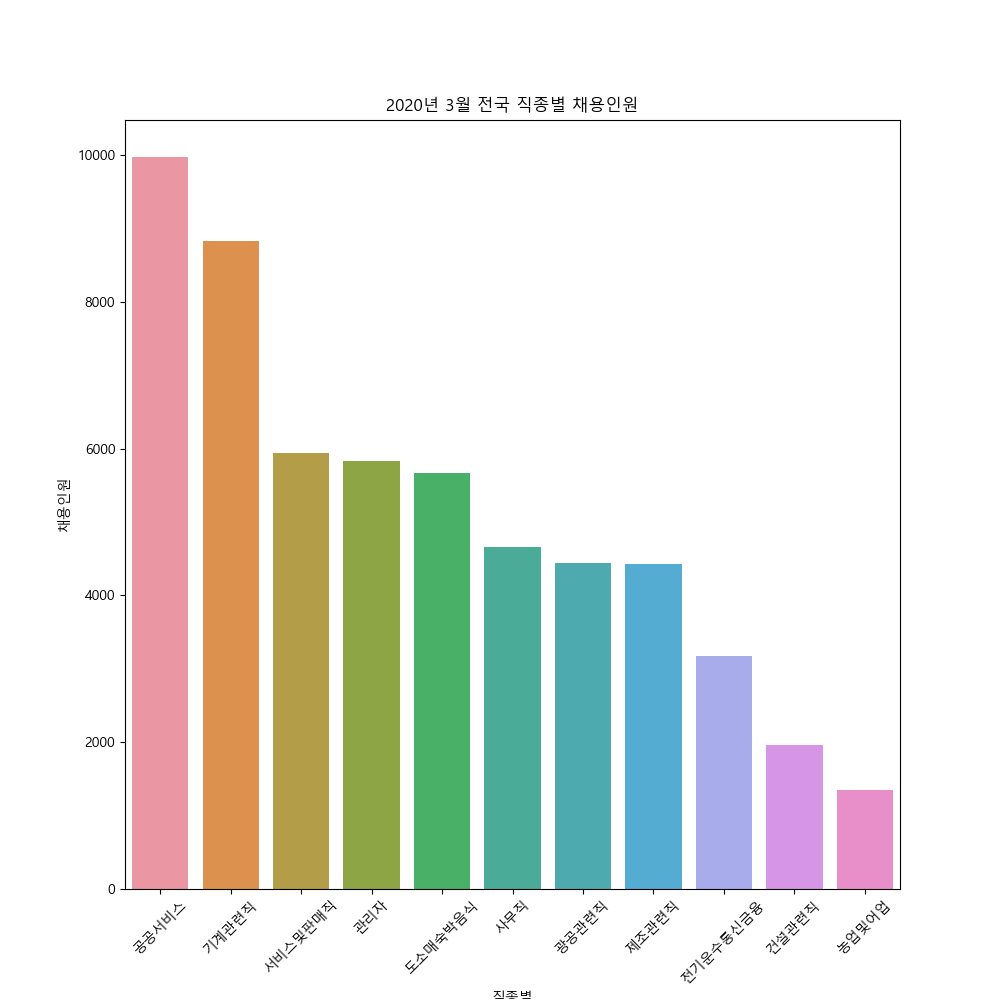 2020년 3월 전국 직종별 채용인원
10000
8000
6000
4000
2000
0
채용인원
공공서비스
기계관련직
서비스및판매직
관리자
도소매숙박음식
사무직
광공관련직
제조관련직
전기운수통신금융
건설관련직
농업및어업
직종별